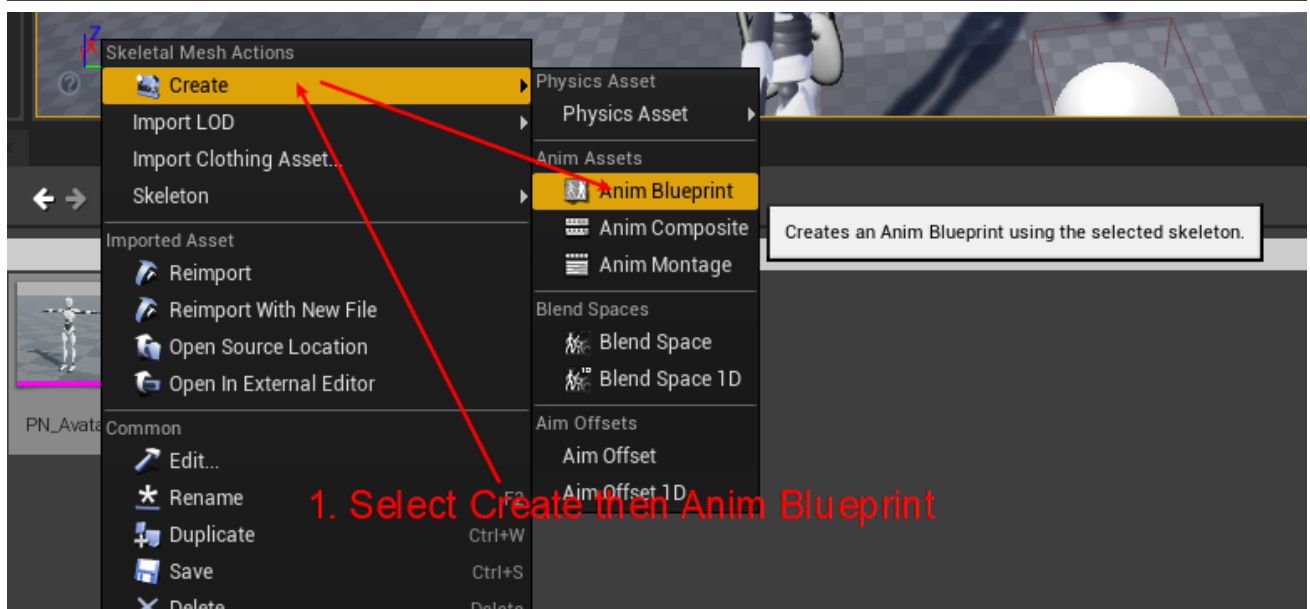 Z
X
Skeletal Mesh Actions
Create
Import LOD
Import Clothing Asset...
Skeleton
Imported Asset
Reimport
Reimport With New File
Open Source Location
Open In External Editor
Common
Edit...
Rename F2
Duplicate Ctrl+W
Save Ctrl+S
Delete Delete
Physics Asset
Physics Asset
Anim Assets
Anim Blueprint
Anim Composite
Anim Montage
Blend Spaces
Blend Space
Blend Space 1D
Aim Offsets
Aim Offset
Aim Offset 1D
Creates an Anim Blueprint using the selected skeleton.
PN_Avata
1. Select Create then Anim Blueprint